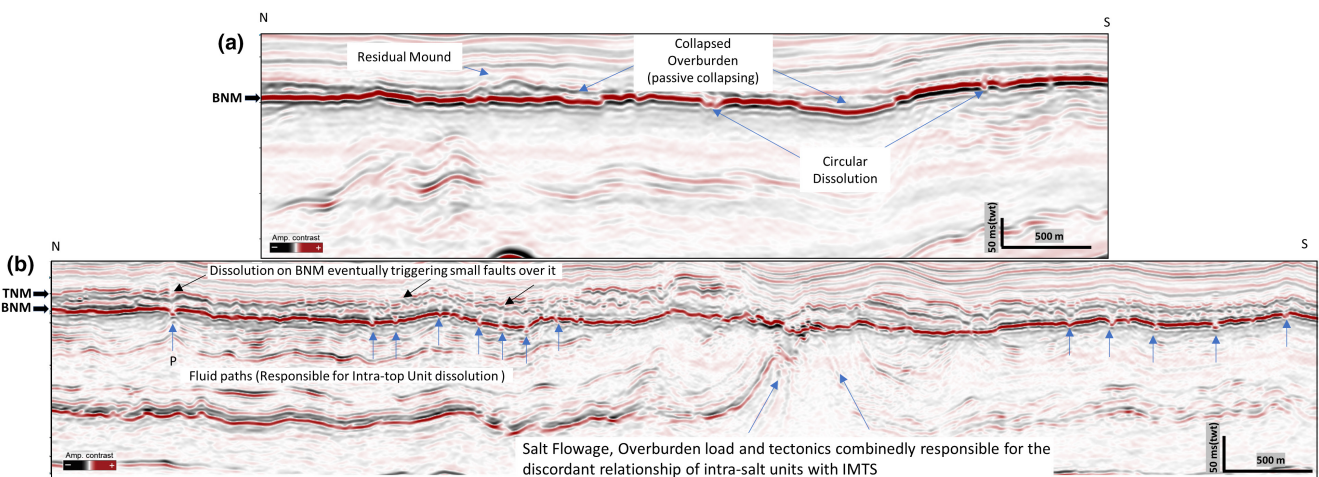 N
S
(a)
Residual Mound
Collapsed
Overburden
(passive collapsing)
BNM
Circular
Dissolution
Amp. contrast
− +
50 ms(twt)
500 m
N
S
(b)
Dissolution on BNM eventually triggering small faults over it
TNM
BNM
P
Fluid paths (Responsible for Intra-top Unit dissolution )
Salt Flowage, Overburden load and tectonics combinedly responsible for the
discordant relationship of intra-salt units with IMTS
Amp. contrast
− +
50 ms(twt)
500 m